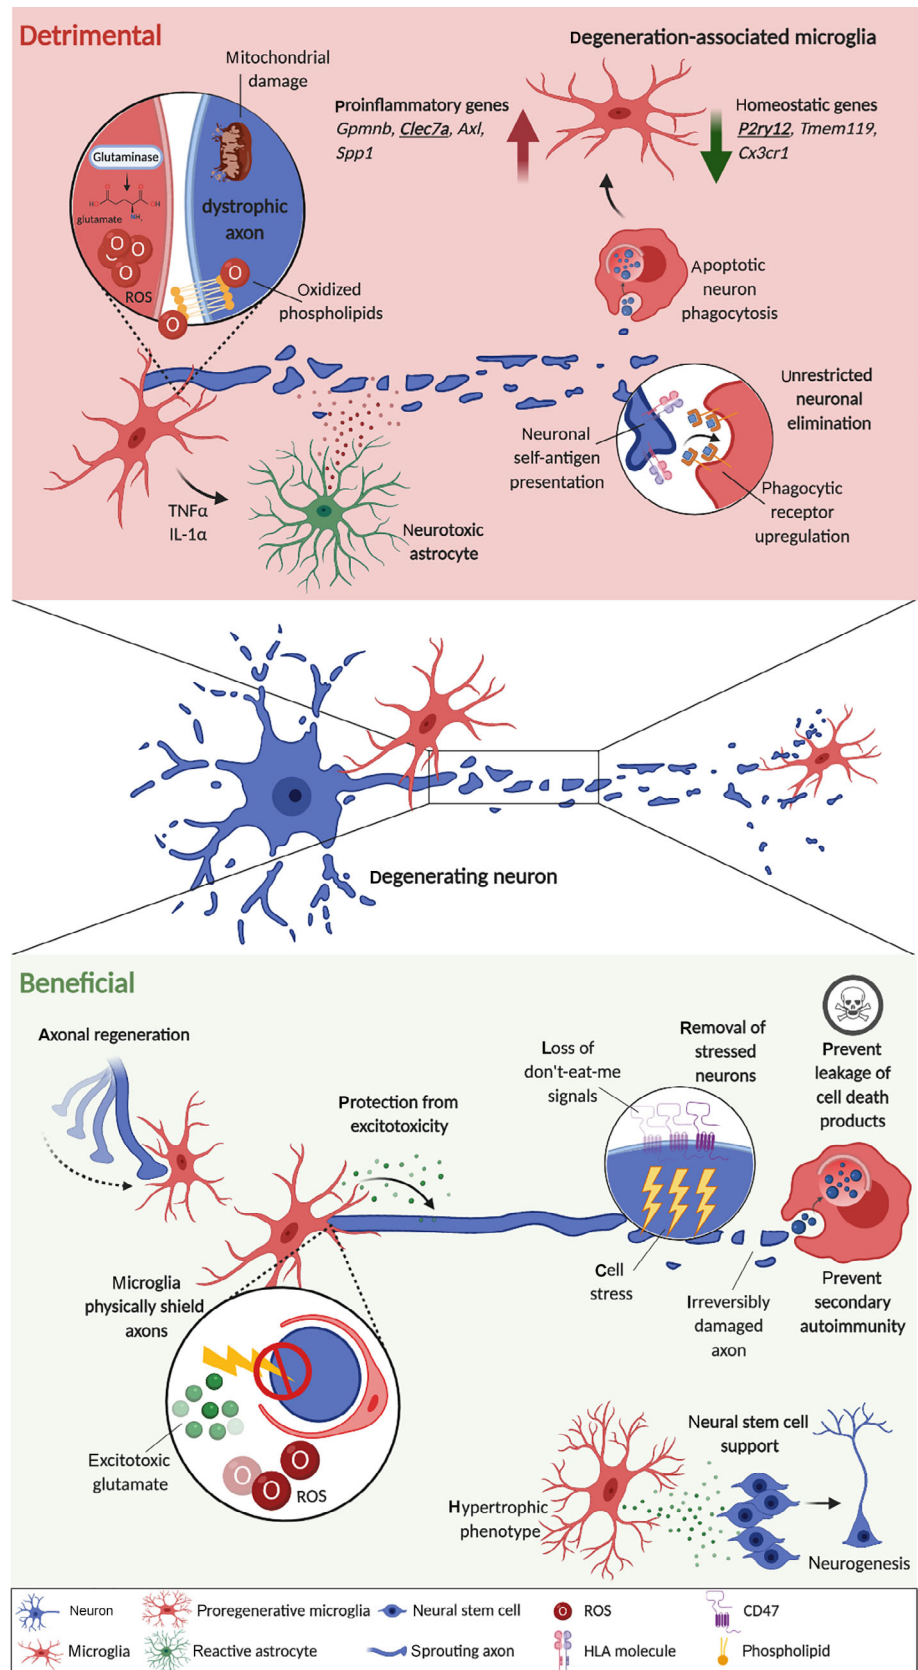 Detrimental
Mitochondrial
damage
Degeneration-associated microglia
Proinflammatory genes
Gpmnb, Clec7a, Axl,
Spp1
Homeostatic genes
P2ry12, Tmem119,
Cx3cr1
Glutaminase
HO
O
O
OH
NH₂
glutamate
O
O
O
ROS
dystrophic
axon
O
O
Oxidized
phospholipids
Apoptotic
neuron
phagocytosis
Unrestricted
neuronal
elimination
Neuronal
self-antigen
presentation
Phagocytic
receptor
upregulation
TNFα
IL-1α
Neurotoxic
astrocyte
Degenerating neuron
Beneficial
Axonal regeneration
Protection from
excitotoxicity
Loss of
don't-eat-me
signals
Removal of
stressed
neurons
Prevent
leakage of
cell death
products
Microglia
physically shield
axons
Cell
stress
Irreversibly
damaged
axon
Prevent
secondary
autoimmunity
Excitotoxic
glutamate
O
O
O
ROS
Neural stem cell
support
Hypertrophic
phenotype
Neurogenesis
Neuron
Proregenerative microglia
Neural stem cell
O
ROS
CD47
Microglia
Reactive astrocyte
Sprouting axon
HLA molecule
Phospholipid